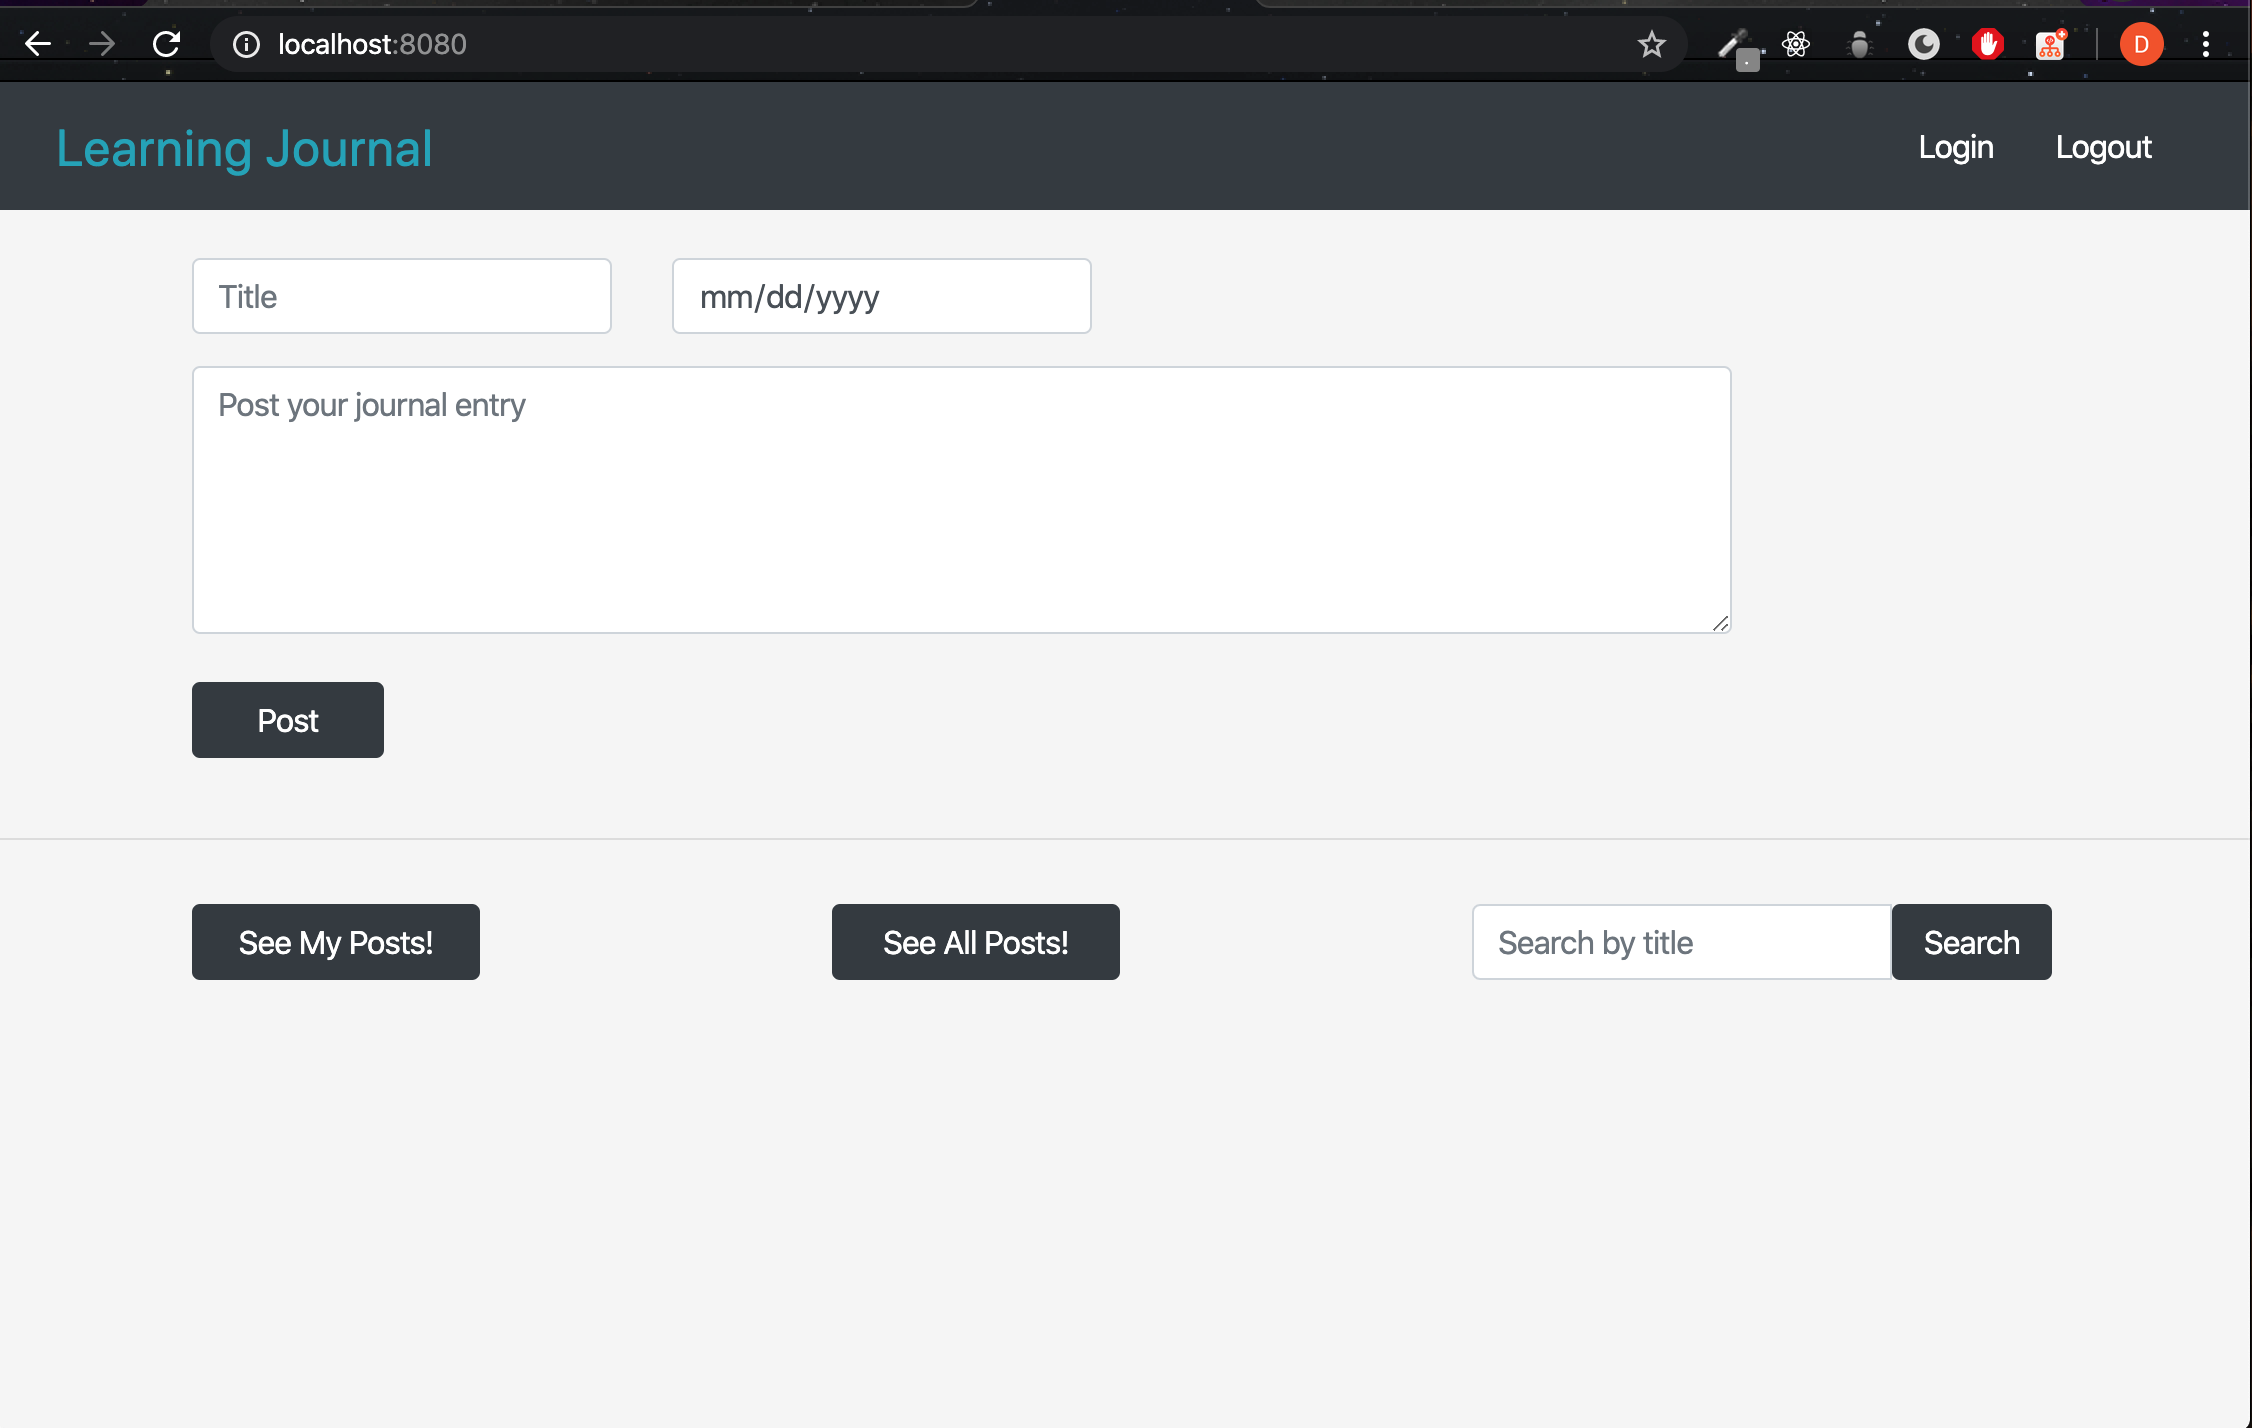 localhost:8080
D
Learning Journal
Login Logout
Title
mm/dd/yyyy
Post your journal entry
Post
See My Posts!
See All Posts!
Search by title
Search